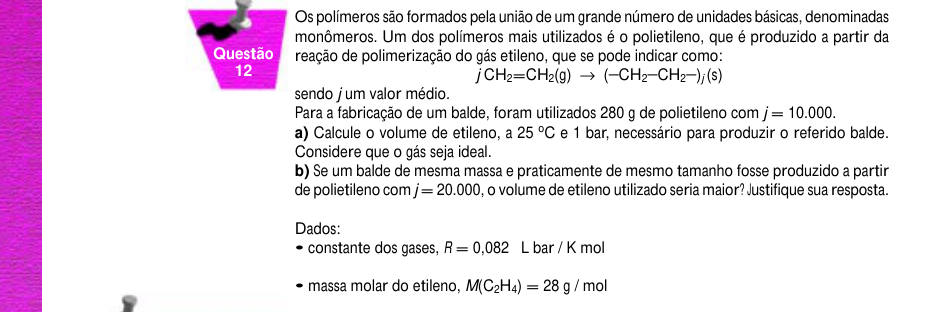 Questão
12
Os polímeros são formados pela união de um grande número de unidades básicas, denominadas
monômeros. Um dos polímeros mais utilizados é o polietileno, que é produzido a partir da
reação de polimerização do gás etileno, que se pode indicar como:
j CH₂=CH₂(g) → (–CH₂–CH₂–)ⱼ(s)
sendo j um valor médio.
Para a fabricação de um balde, foram utilizados 280 g de polietileno com j = 10.000.
a) Calcule o volume de etileno, a 25 ºC e 1 bar, necessário para produzir o referido balde.
Considere que o gás seja ideal.
b) Se um balde de mesma massa e praticamente de mesmo tamanho fosse produzido a partir
de polietileno com j = 20.000, o volume de etileno utilizado seria maior? Justifique sua resposta.
Dados:
• constante dos gases, R = 0,082 L bar / K mol
• massa molar do etileno, M(C₂H₄) = 28 g / mol